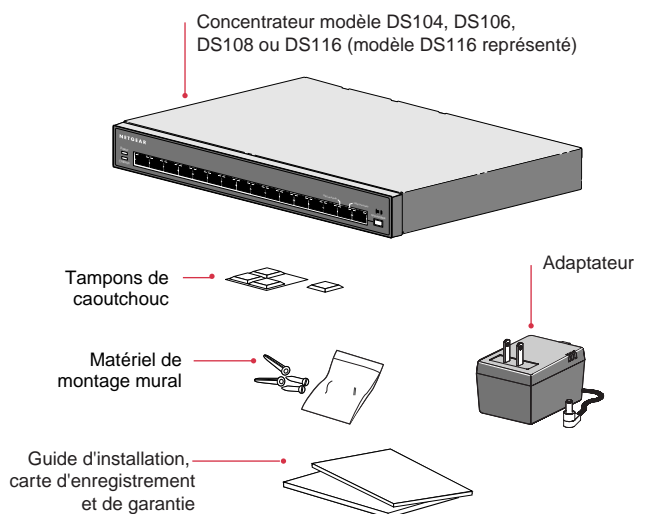 Concentrateur modèle DS104, DS106,
DS108 ou DS116 (modèle DS116 représenté)
NETGEAR
Tampons de
caoutchouc
Adaptateur
Matériel de
montage mural
Guide d'installation,
carte d'enregistrement
et de garantie